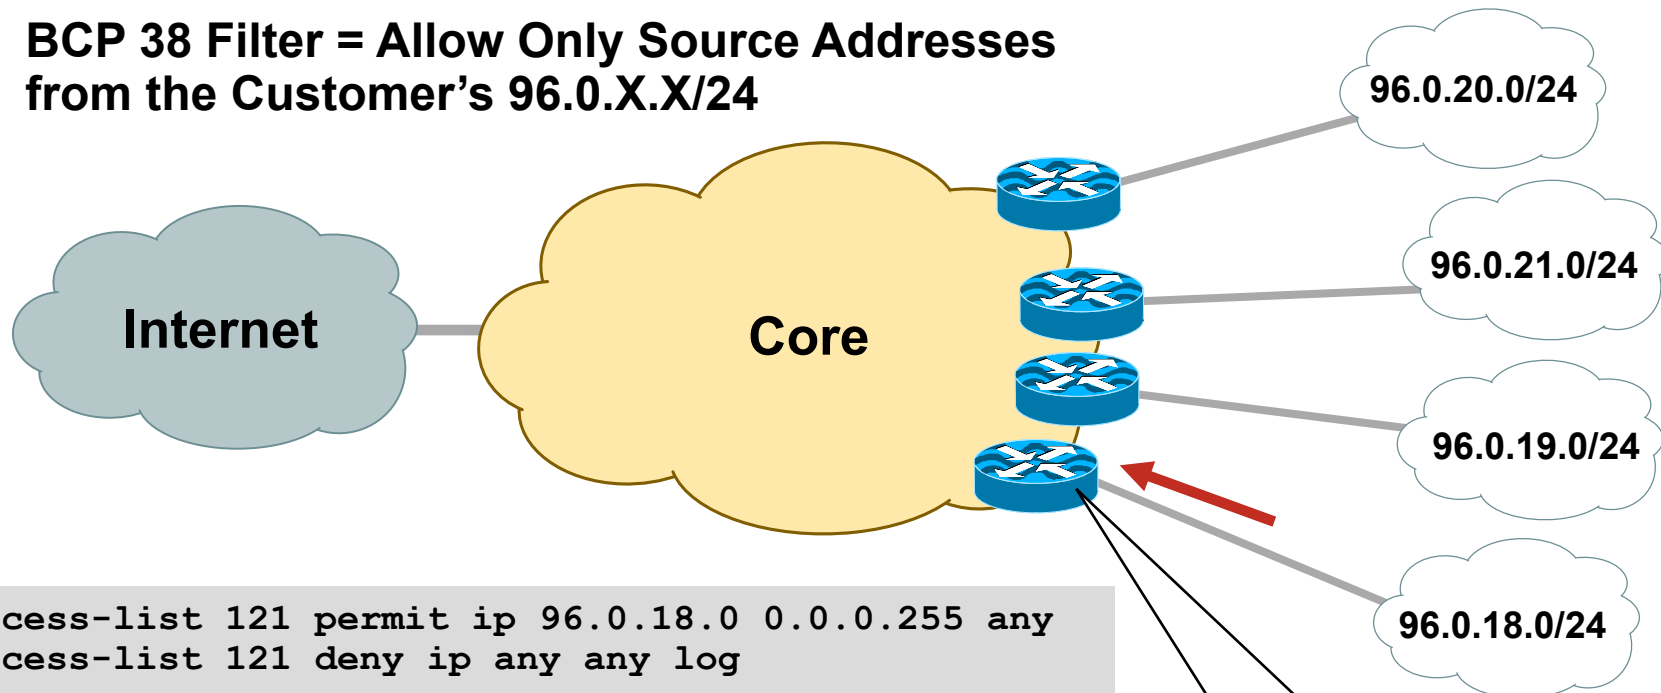 BCP 38 Filter = Allow Only Source Addresses
from the Customer’s 96.0.X.X/24
96.0.20.0/24
96.0.21.0/24
Internet
Core
96.0.19.0/24
96.0.18.0/24
cess-list 121 permit ip 96.0.18.0 0.0.0.255 any
cess-list 121 deny ip any any log